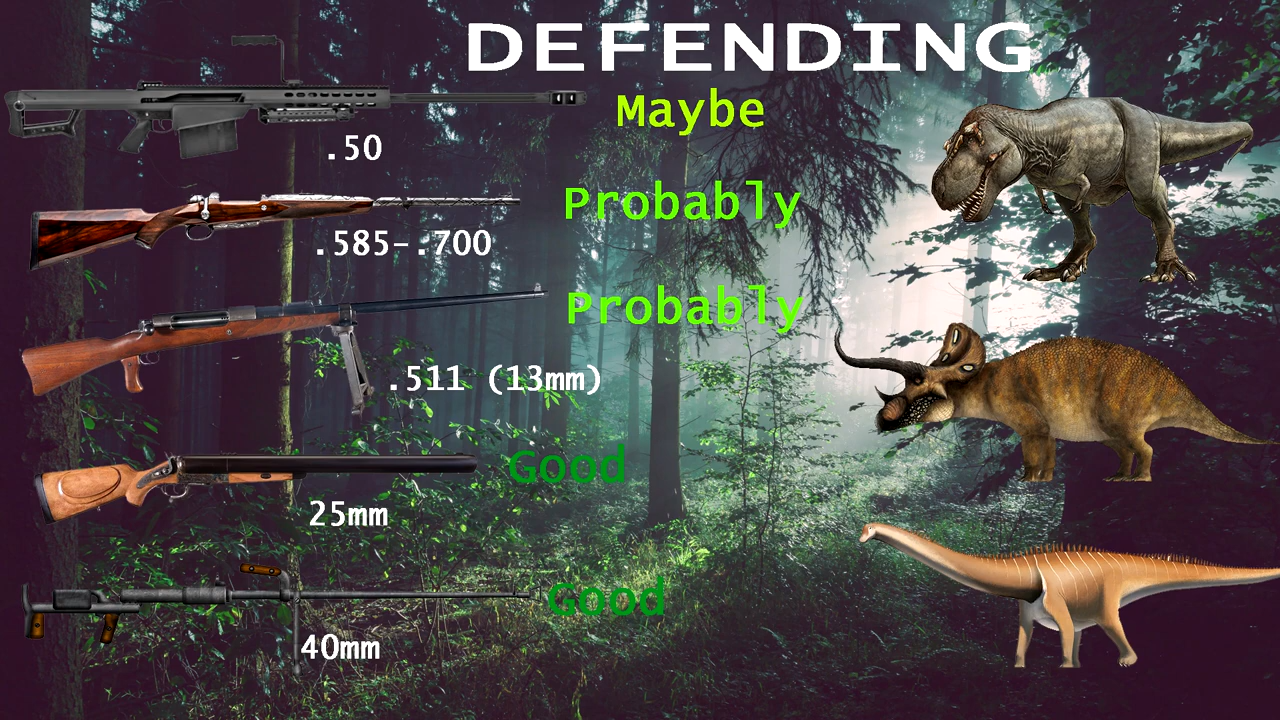 DEFENDING
Maybe
.50
Probably
.585-.700
Probably
.511 (13mm)
Good
25mm
Good
40mm